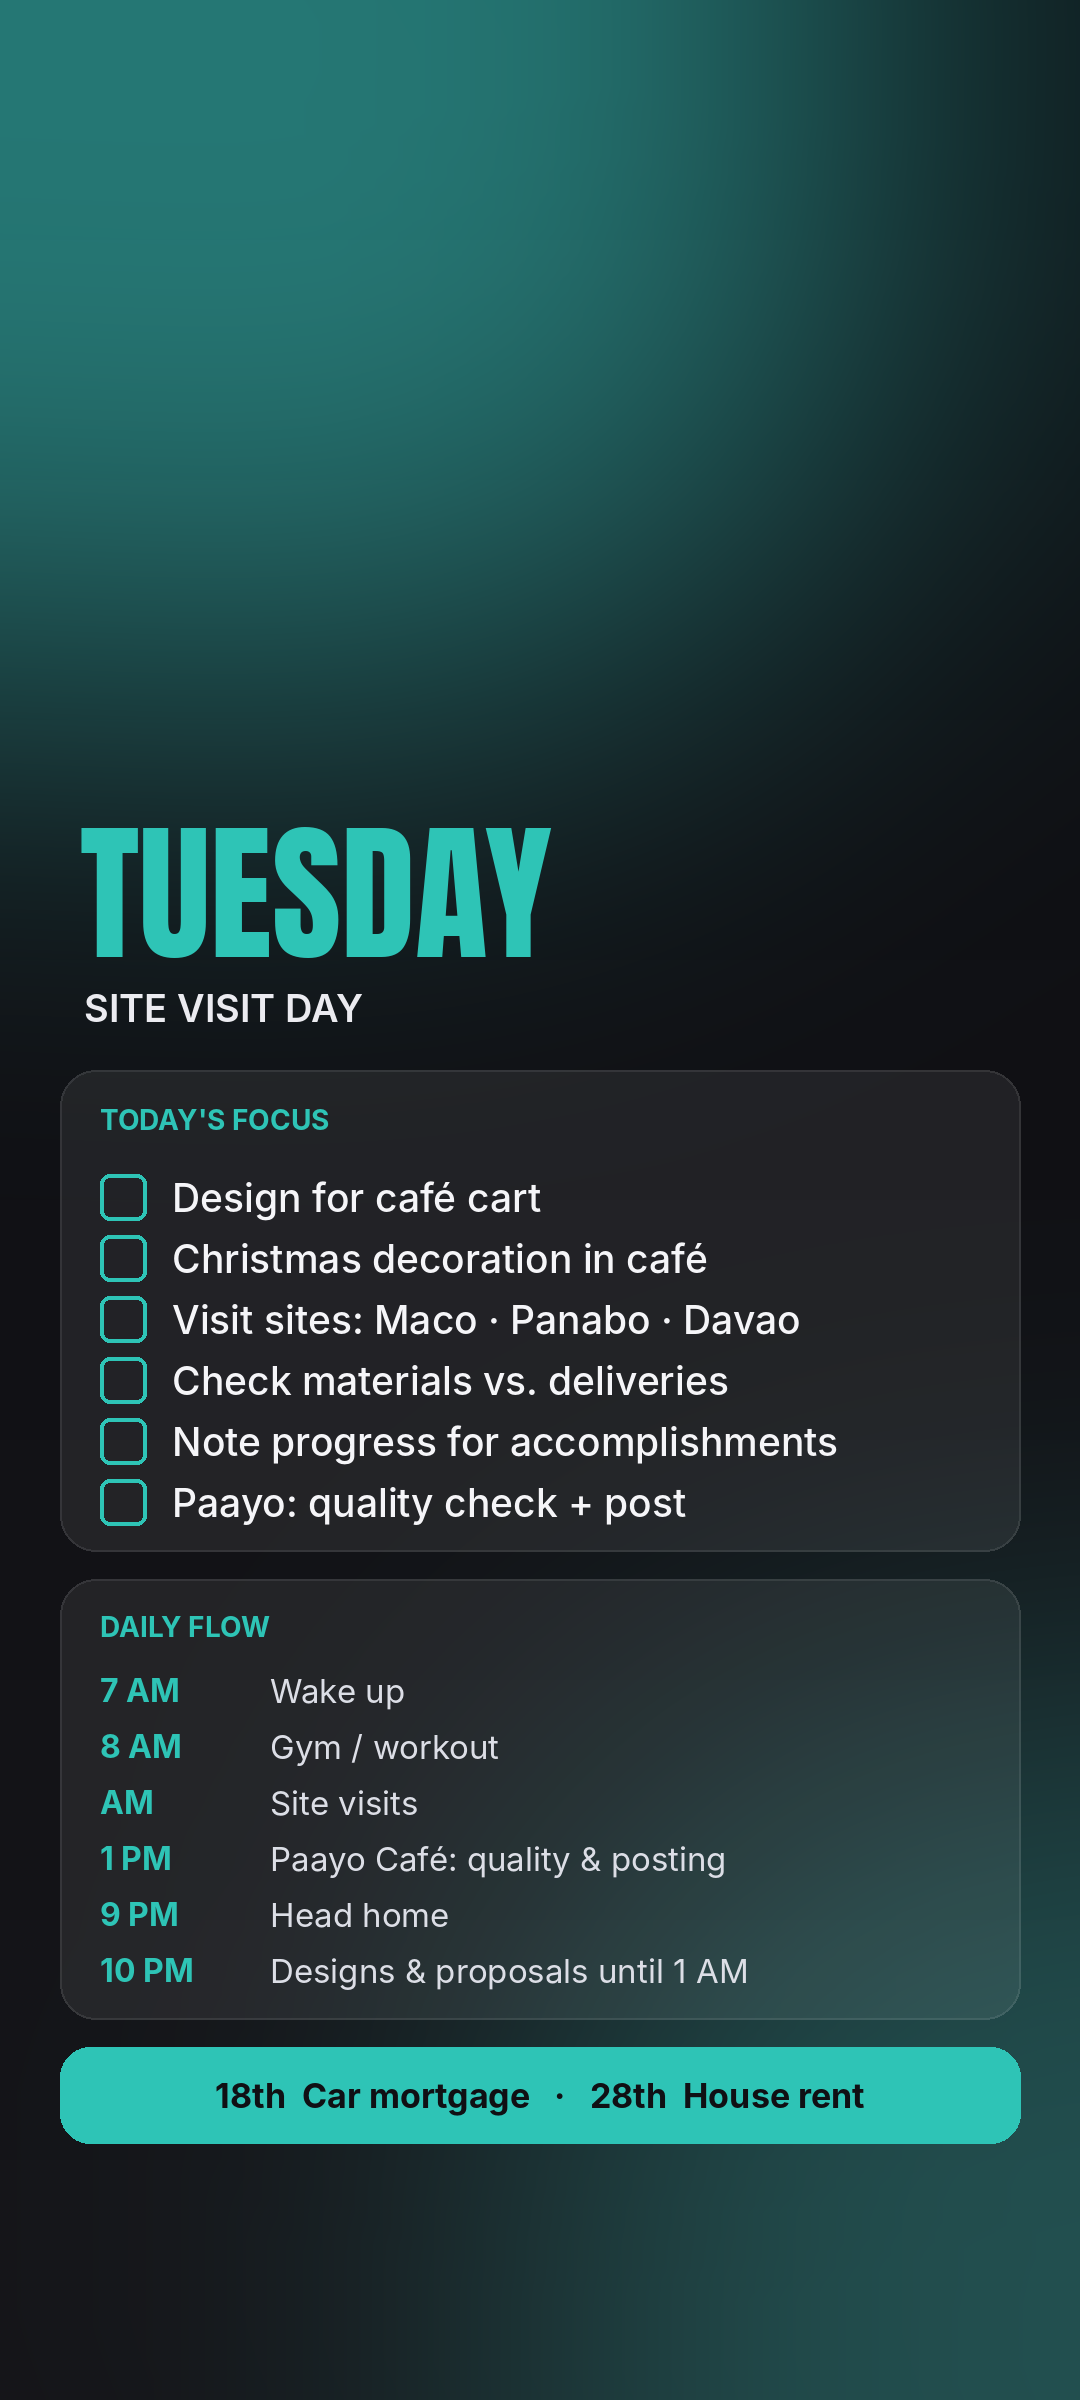 TUESDAY
SITE VISIT DAY
TODAY'S FOCUS
Design for café cart
Christmas decoration in café
Visit sites: Maco · Panabo · Davao
Check materials vs. deliveries
Note progress for accomplishments
Paayo: quality check + post
DAILY FLOW
7 AM Wake up
8 AM Gym / workout
AM Site visits
1 PM Paayo Café: quality & posting
9 PM Head home
10 PM Designs & proposals until 1 AM
18th Car mortgage · 28th House rent